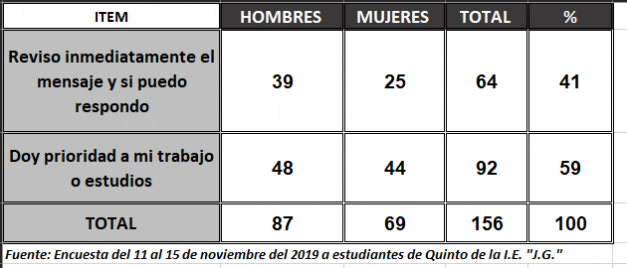 ITEM HOMBRES MUJERES TOTAL %
Reviso inmediatamente el
mensaje y si puedo
respondo
39 25 64 41
Doy prioridad a mi trabajo
o estudios
48 44 92 59
TOTAL 87 69 156 100
Fuente: Encuesta del 11 al 15 de noviembre del 2019 a estudiantes de Quinto de la I.E. "J.G."